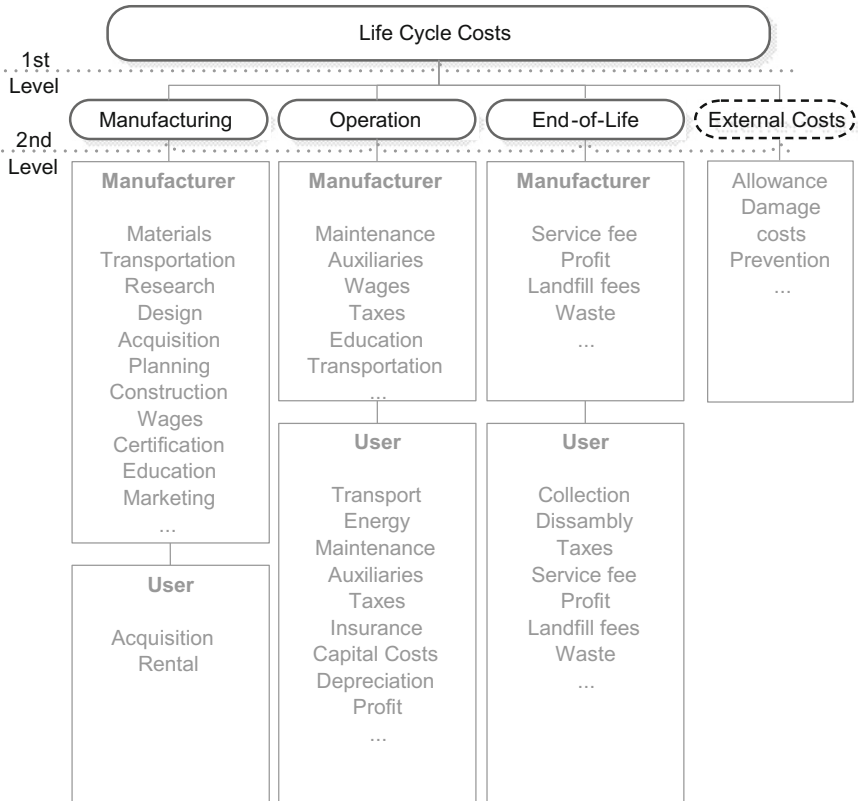 Life Cycle Costs
1st
Level
Manufacturing
Operation
End-of-Life
External Costs
2nd
Level
Manufacturer
Materials
Transportation
Research
Design
Acquisition
Planning
Construction
Wages
Certification
Education
Marketing
...
User
Acquisition
Rental
Manufacturer
Maintenance
Auxiliaries
Wages
Taxes
Education
Transportation
...
User
Transport
Energy
Maintenance
Auxiliaries
Taxes
Insurance
Capital Costs
Depreciation
Profit
...
Manufacturer
Service fee
Profit
Landfill fees
Waste
...
User
Collection
Dissambly
Taxes
Service fee
Profit
Landfill fees
Waste
...
Allowance
Damage
costs
Prevention
...